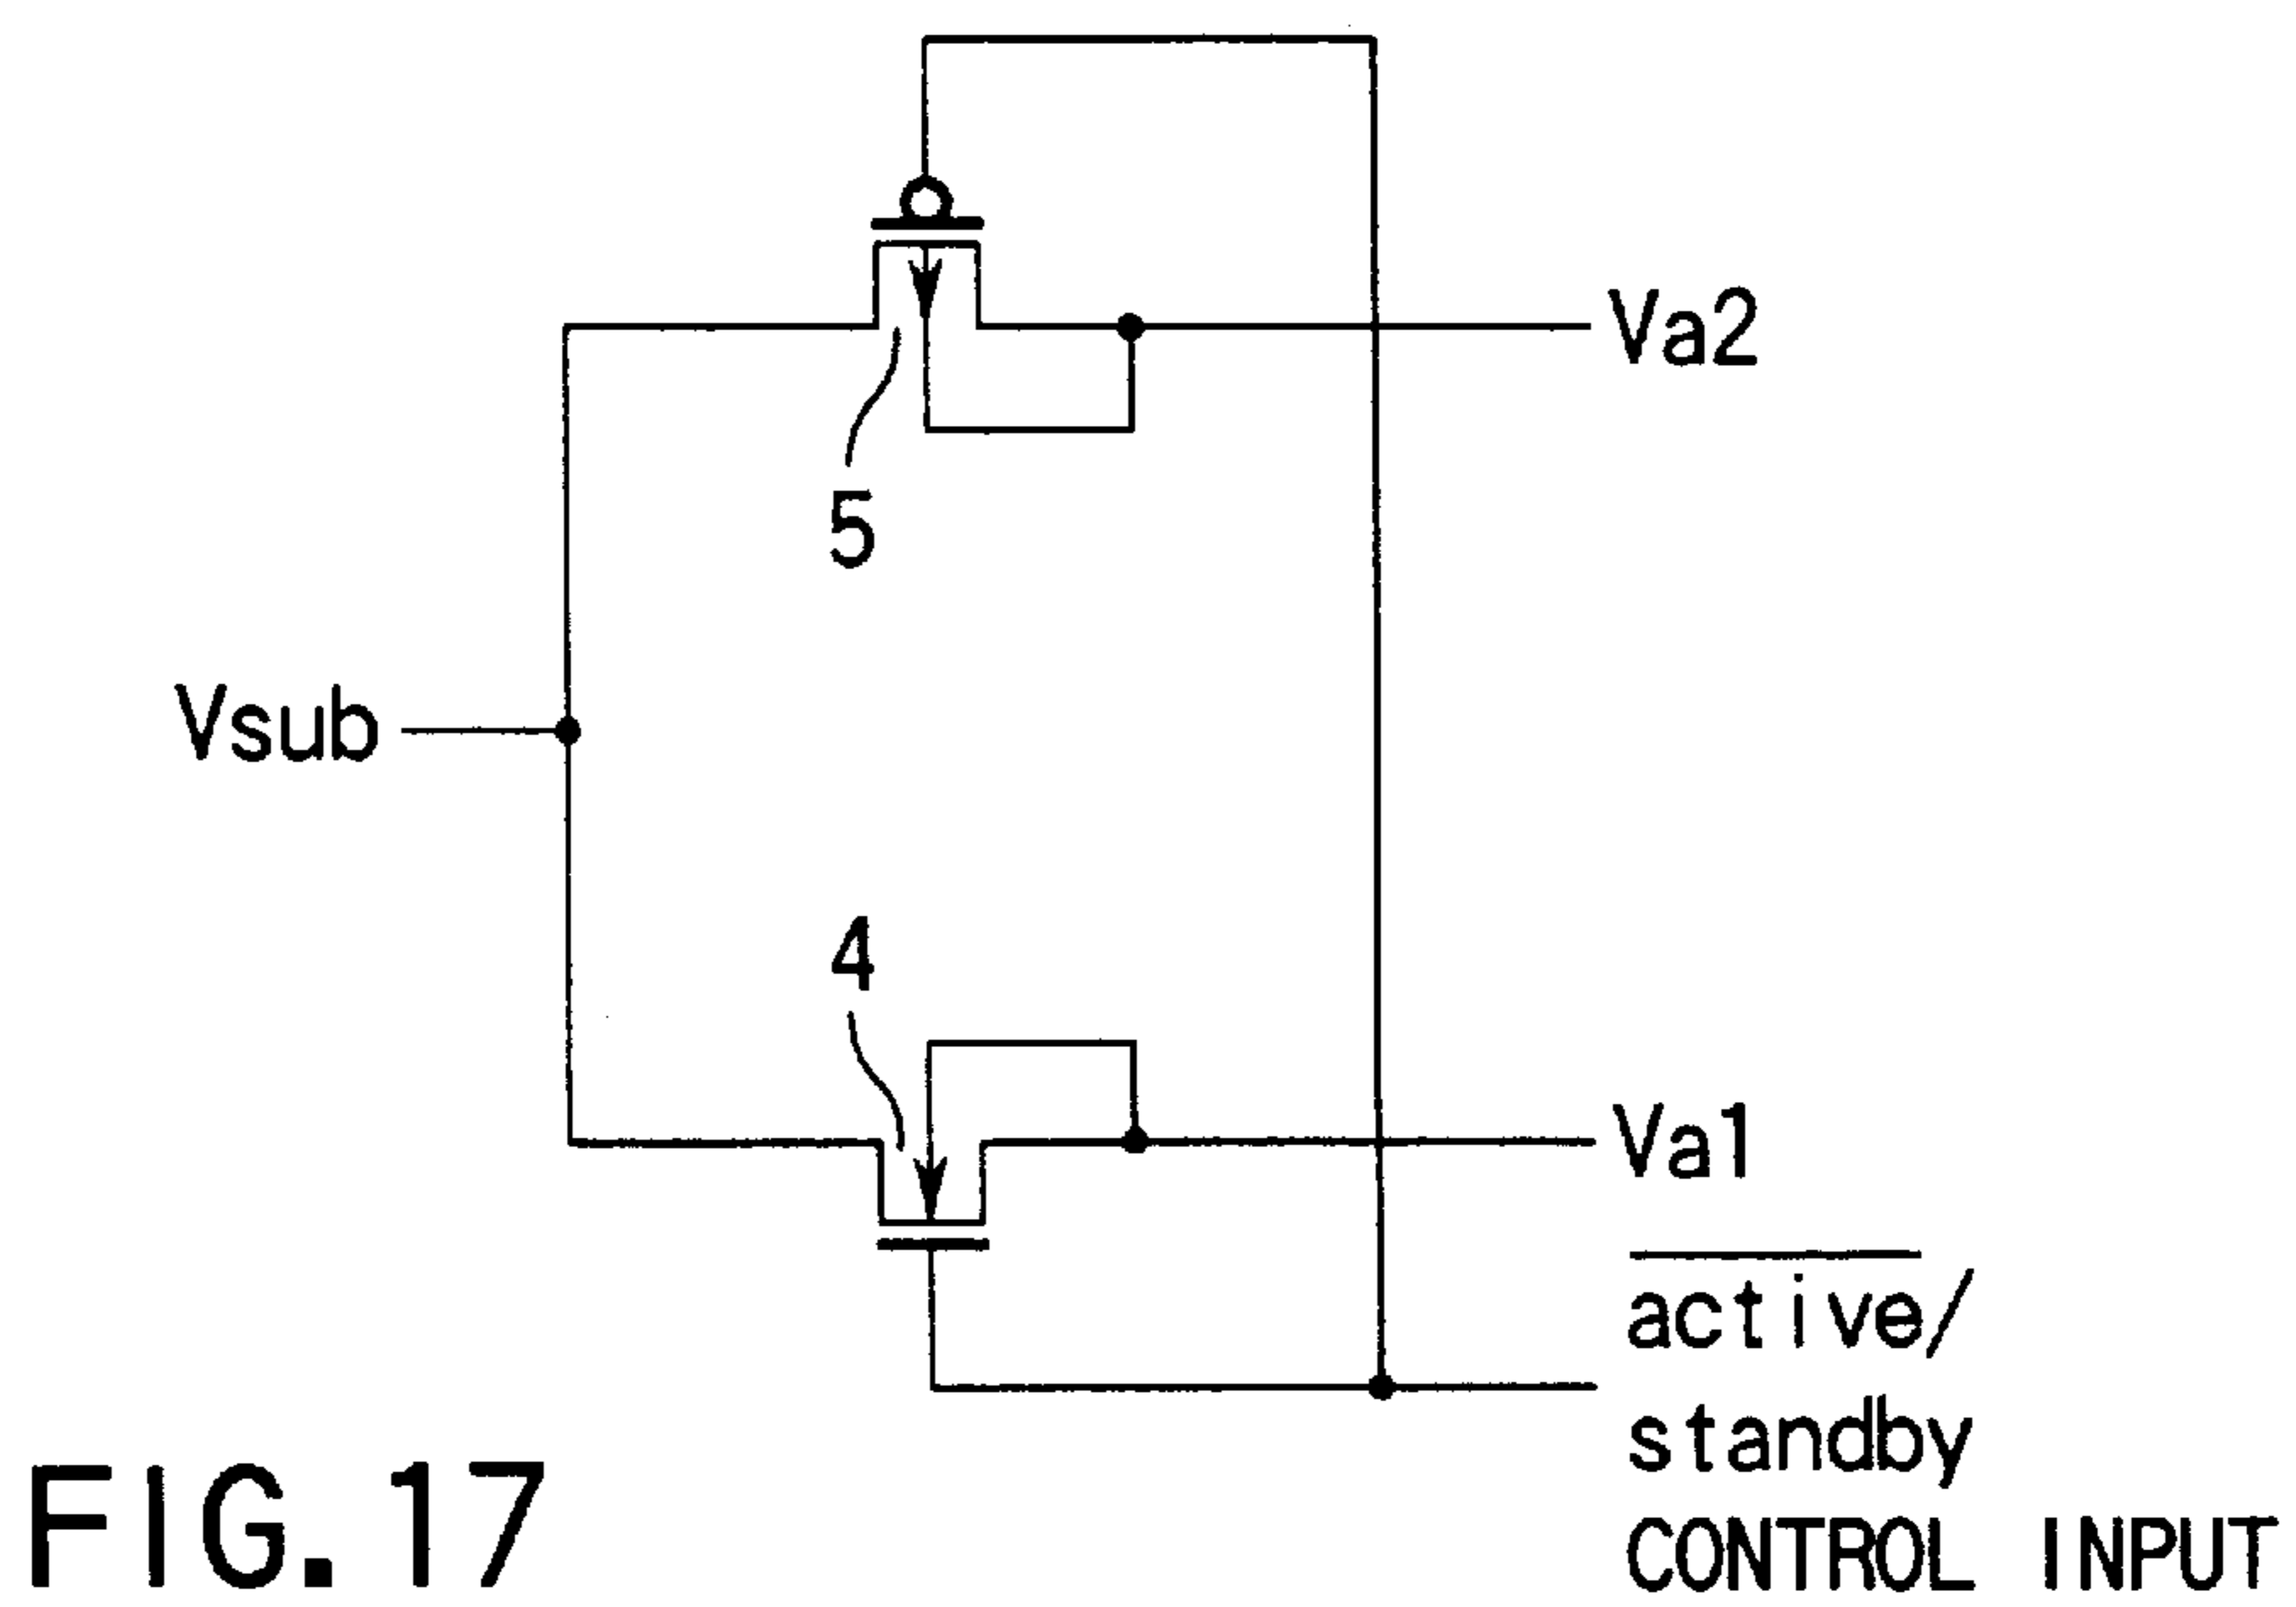 Va2
5
Vsub
4
Va1
active/
standby
CONTROL INPUT
FIG. 17